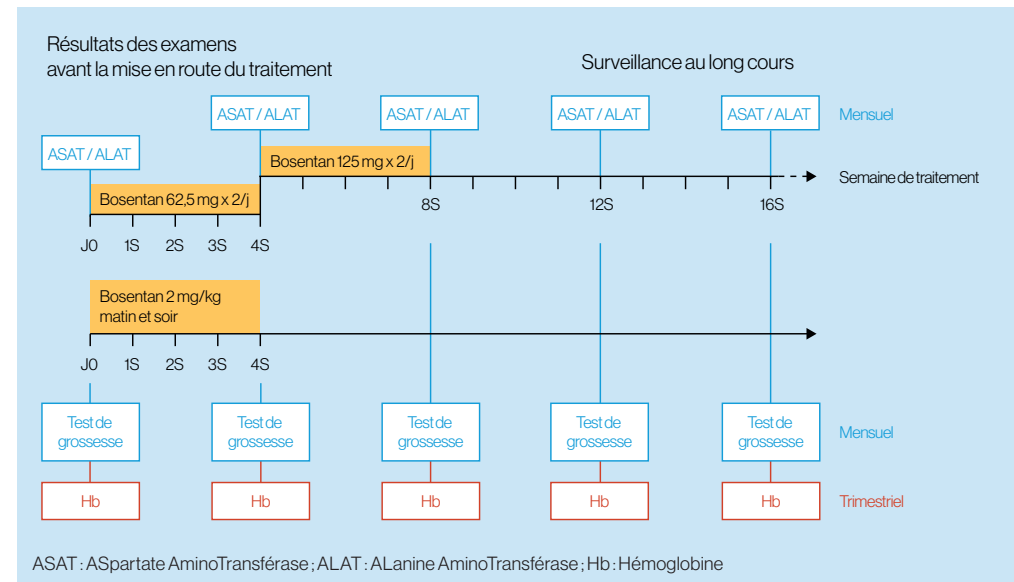 Résultats des examens
avant la mise en route du traitement
Surveillance au long cours
ASAT / ALAT
ASAT / ALAT
ASAT / ALAT
ASAT / ALAT
Mensuel
ASAT / ALAT
Bosentan 125 mg x 2/j
Semaine de traitement
Bosentan 62,5 mg x 2/j
8S
12S
16S
J0
1S
2S
3S
4S
Bosentan 2 mg/kg
matin et soir
J0
1S
2S
3S
4S
Test de
grossesse
Test de
grossesse
Test de
grossesse
Test de
grossesse
Test de
grossesse
Mensuel
Hb
Hb
Hb
Hb
Hb
Trimestriel
ASAT : ASpartate AminoTransférase ; ALAT : ALanine AminoTransférase ; Hb : Hémoglobine